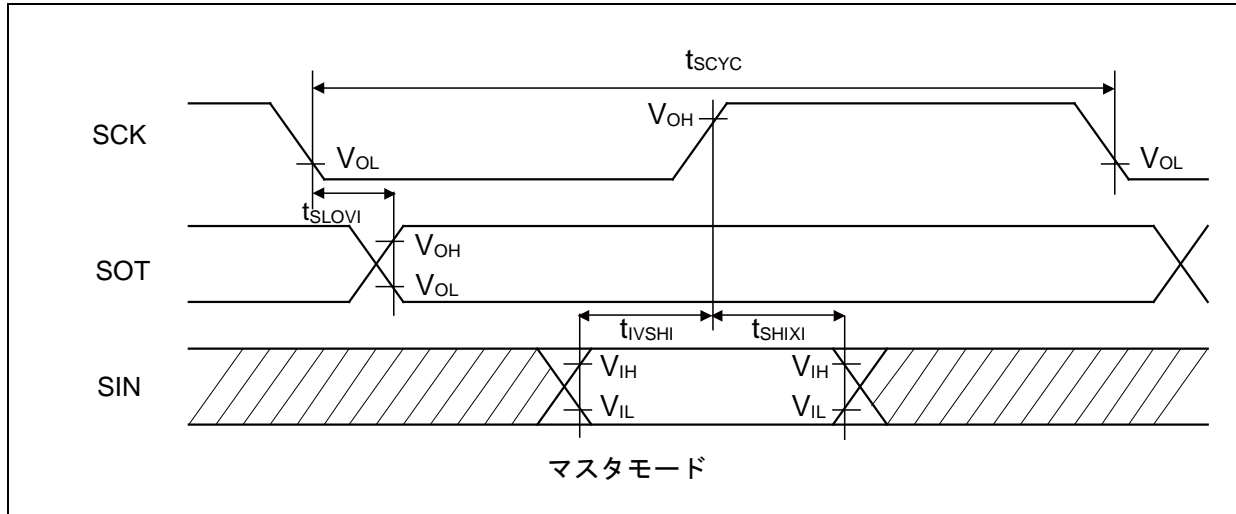 tSCYC
SCK
VOH
VOL
VOL
tSLOVI
SOT
VOH
VOL
tIVSHI
tSHIXI
SIN
VIH
VIH
VIL
VIL
マスタモード